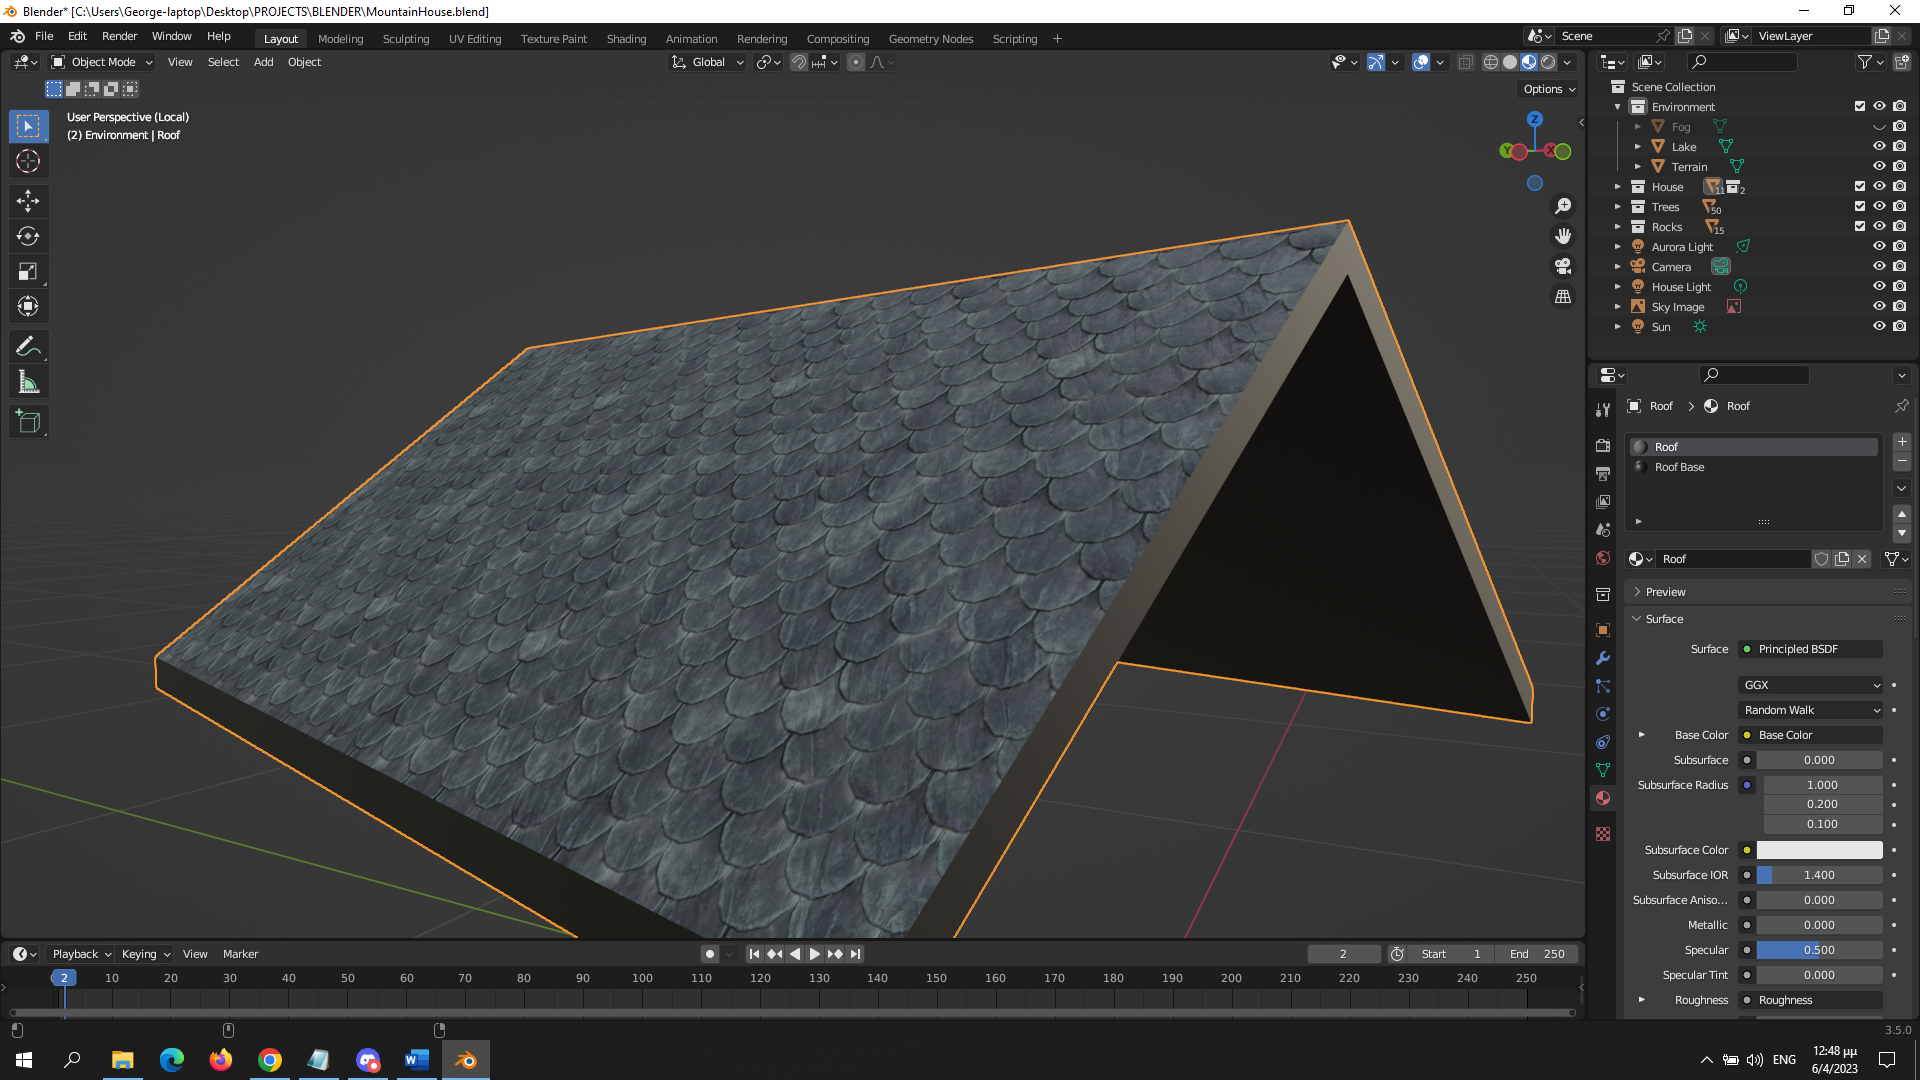 Blender* [C:\Users\George-laptop\Desktop\PROJECTS\BLENDER\MountainHouse.blend]
File Edit Render Window Help Layout Modeling Sculpting UV Editing Texture Paint Shading Animation Rendering Compositing Geometry Nodes Scripting Scene ViewLayer
Object Mode View Select Add Object Global
Options
User Perspective (Local)
(2) Environment | Roof
Z
Y X
Scene Collection
Environment
Fog
Lake
Terrain
House 11 2
Trees 50
Rocks 15
Aurora Light
Camera
House Light
Sky Image
Sun
Roof Roof
Roof
Roof Base
Roof
Preview
Surface
Surface Principled BSDF
GGX
Random Walk
Base Color Base Color
Subsurface 0.000
Subsurface Radius 1.000
0.200
0.100
Subsurface Color
Subsurface IOR 1.400
Subsurface Aniso... 0.000
Metallic 0.000
Specular 0.500
Specular Tint 0.000
Roughness Roughness
Playback Keying View Marker 2 Start 1 End 250
2 10 20 30 40 50 60 70 80 90 100 110 120 130 140 150 160 170 180 190 200 210 220 230 240 250
3.5.0
ENG
12:48 μμ
6/4/2023